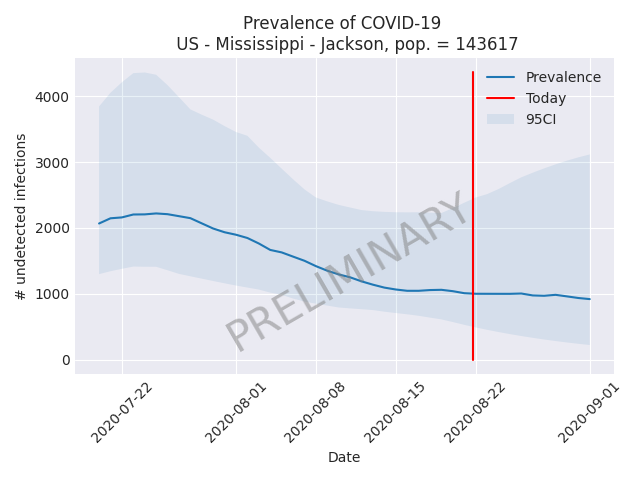 Prevalence of COVID-19
US - Mississippi - Jackson, pop. = 143617
Prevalence
Today
95CI
4000
3000
2000
1000
0
# undetected infections
PRELIMINARY
2020-07-22
2020-08-01
2020-08-08
2020-08-15
2020-08-22
2020-09-01
Date